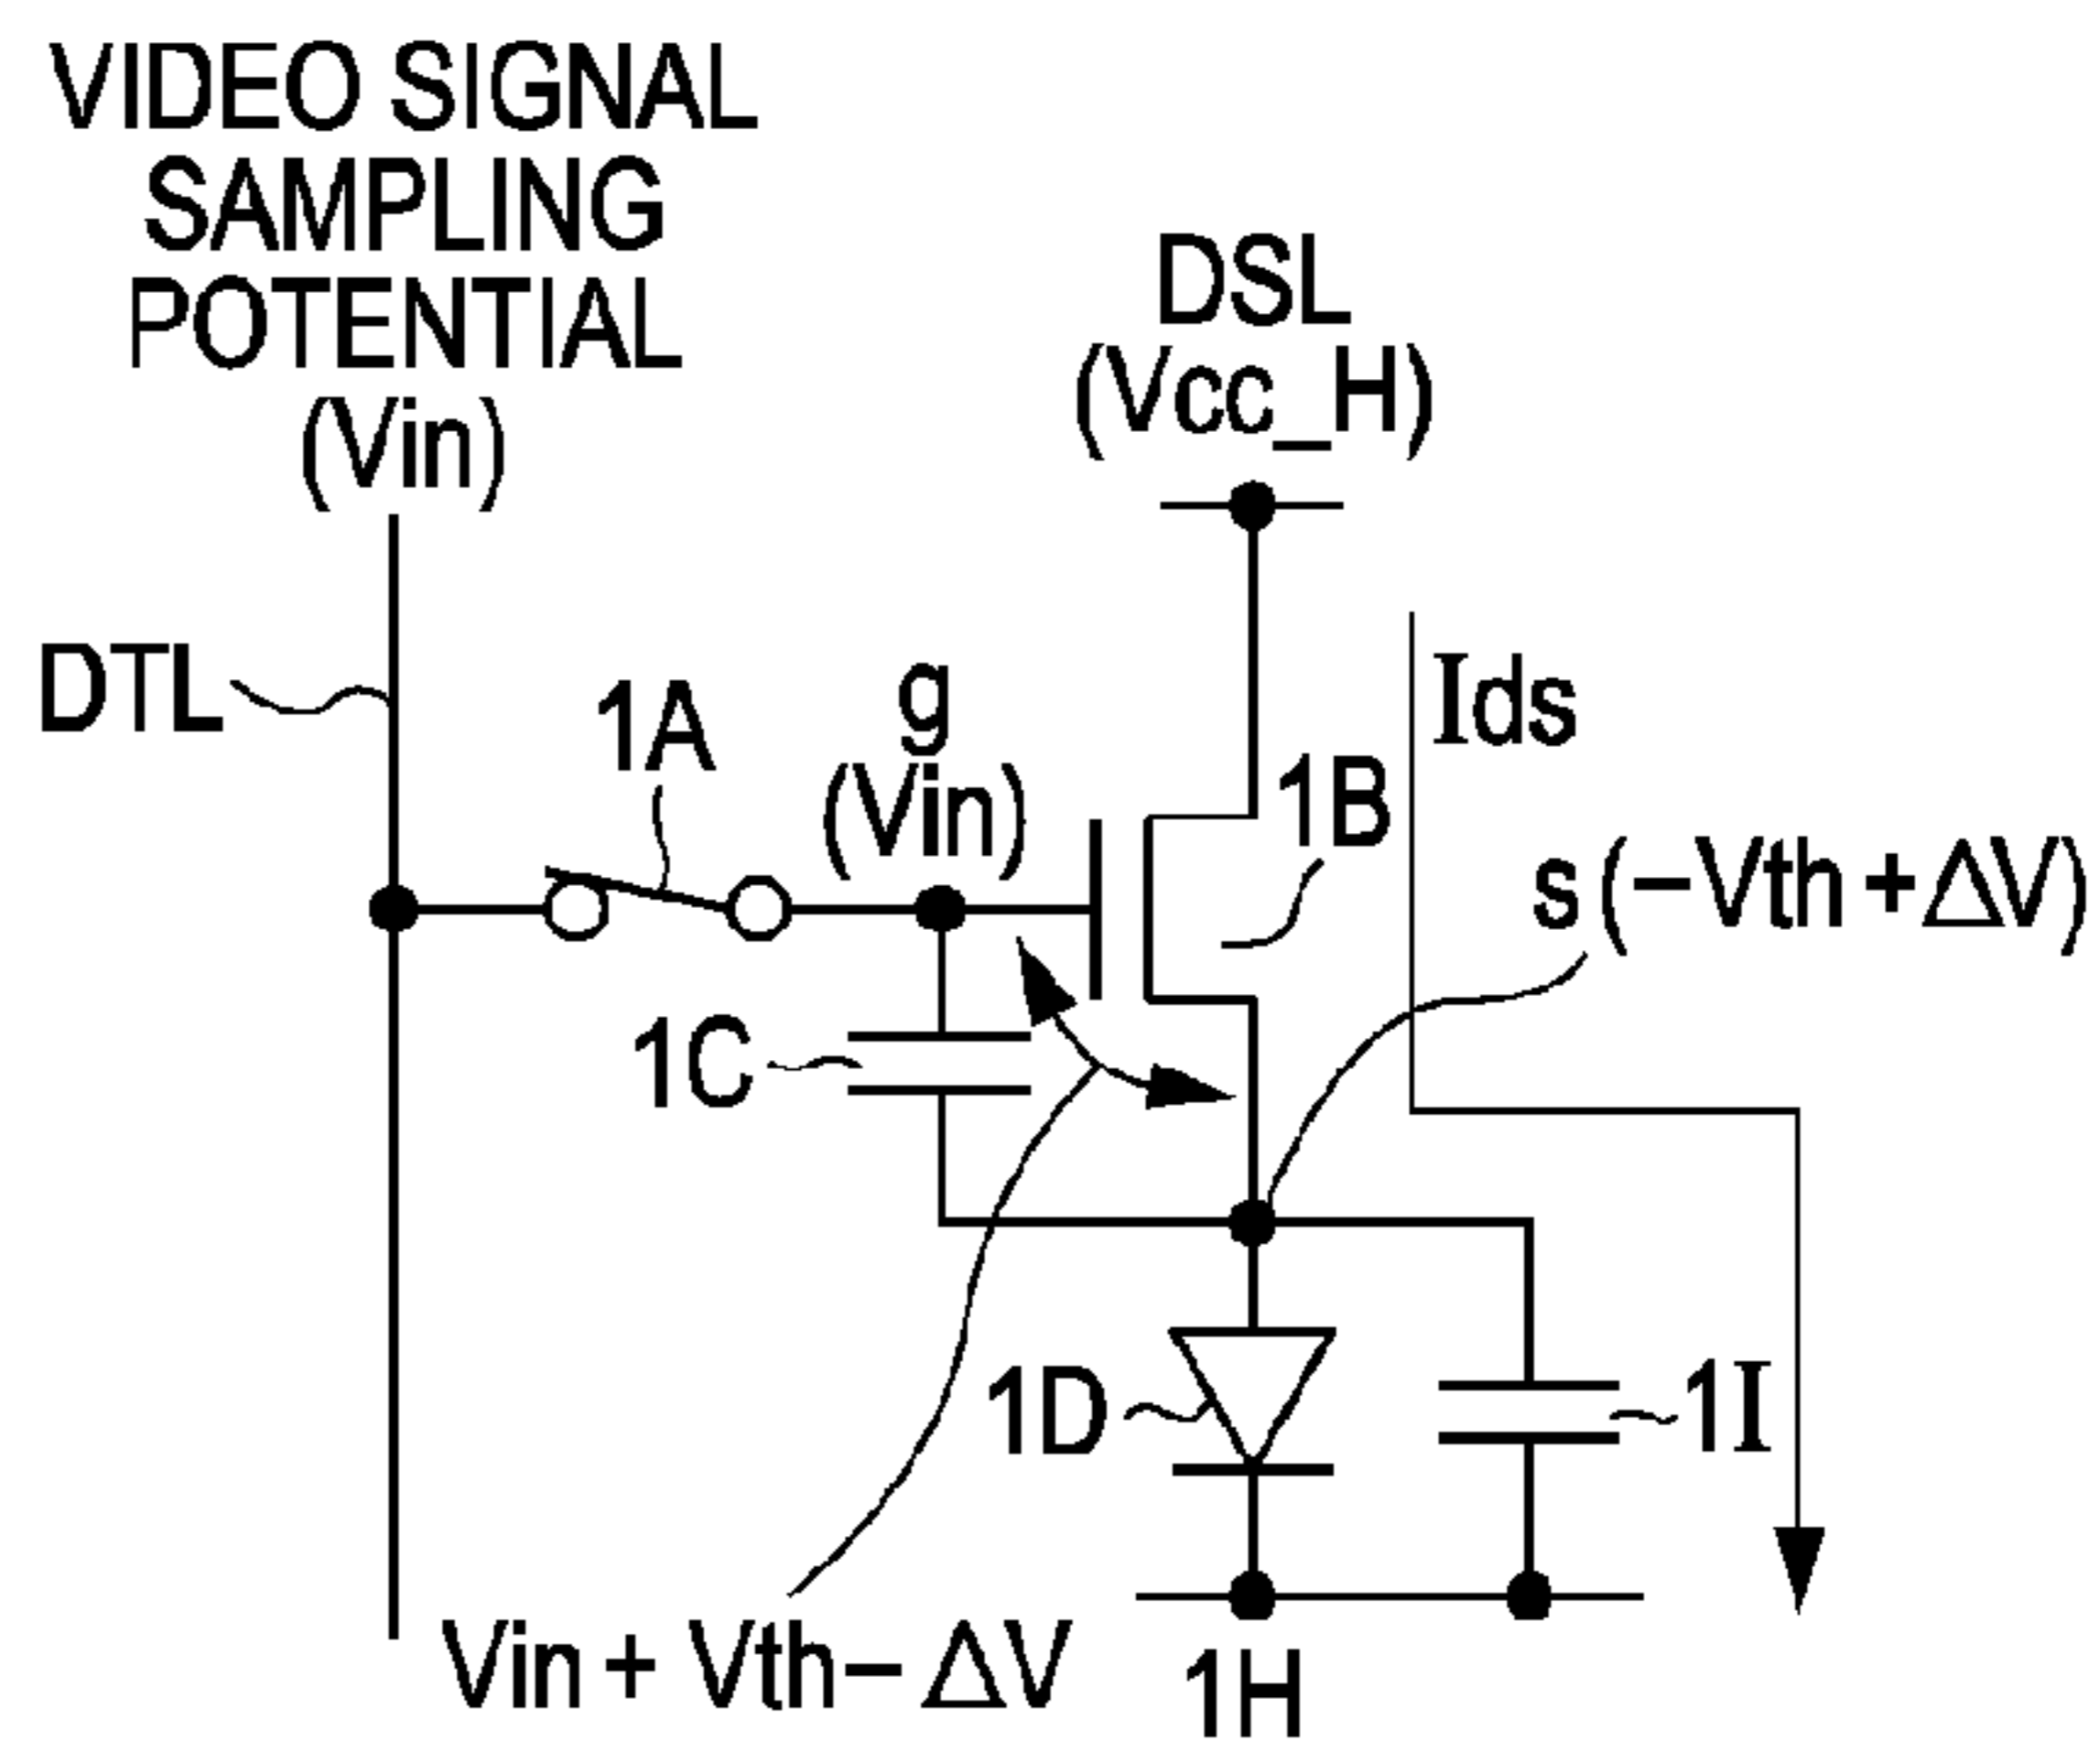 VIDEO SIGNAL
SAMPLING
POTENTIAL
(Vin)
DSL
(Vcc_H)
DTL
1A
g
(Vin)
1B
Ids
s (−Vth +ΔV)
1C
1D
1I
Vin + Vth− ΔV
1H